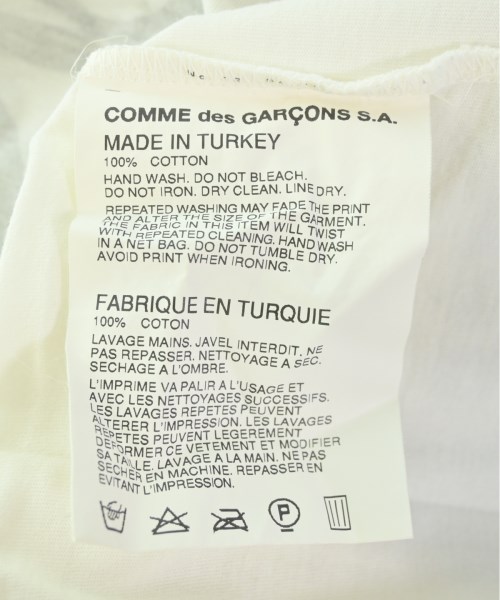 COMME des GARÇONS S.A.
MADE IN TURKEY
100% COTTON
HAND WASH. DO NOT BLEACH.
DO NOT IRON. DRY CLEAN. LINE DRY.
REPEATED WASHING MAY FADE THE PRINT
AND ALTER THE SIZE OF THE GARMENT.
THE FABRIC IN THIS ITEM WILL TWIST
WITH REPEATED CLEANING. HAND WASH
IN A NET BAG. DO NOT TUMBLE DRY.
AVOID PRINT WHEN IRONING.
FABRIQUE EN TURQUIE
100% COTON
LAVAGE MAINS. JAVEL INTERDIT. NE
PAS REPASSER. NETTOYAGE A SEC.
SECHAGE A L'OMBRE.
L'IMPRIME VA PALIR A L'USAGE ET
AVEC LES NETTOYAGES SUCCESSIFS.
LES LAVAGES REPETES PEUVENT
ALTERER L'IMPRESSION. LES LAVAGES
REPETES PEUVENT LEGEREMENT
DEFORMER CE VETEMENT ET MODIFIER
SA TAILLE. LAVAGE A LA MAIN. NE PAS
SECHER EN MACHINE. REPASSER EN
EVITANT L'IMPRESSION.
P